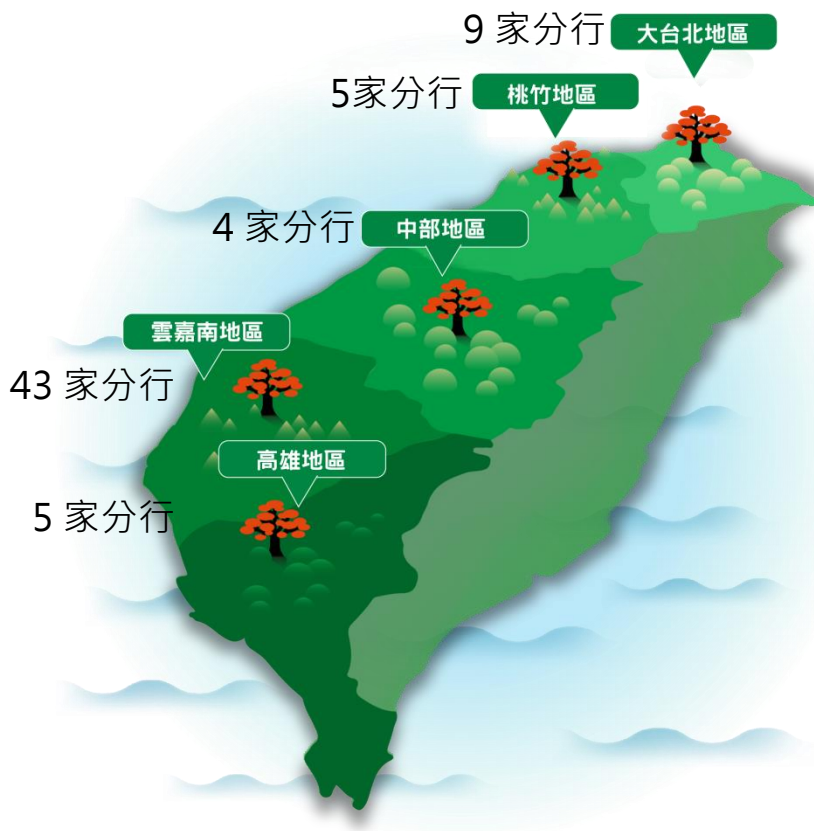 9 家分行 大台北地區
5家分行 桃竹地區
4 家分行 中部地區
雲嘉南地區
43 家分行
高雄地區
5 家分行